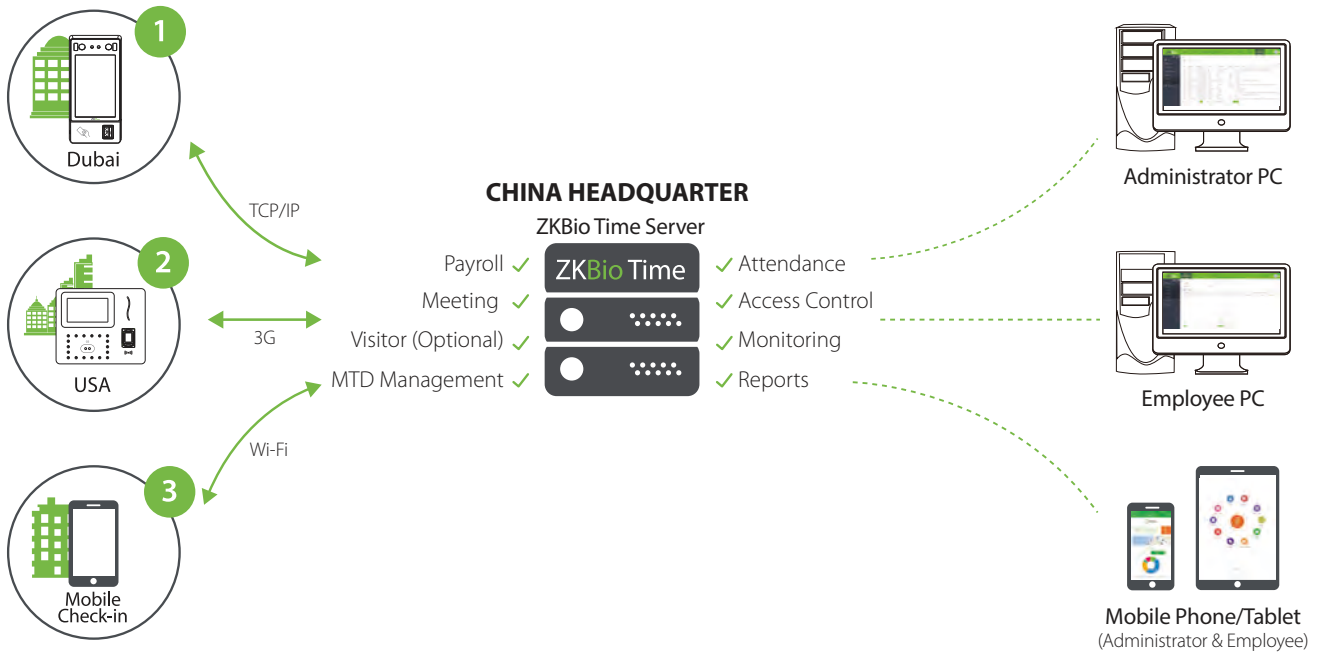 1
Dubai
TCP/IP
2
USA
3G
3
Mobile
Check-in
Wi-Fi
CHINA HEADQUARTER
ZKBio Time Server
ZKBio Time
Payroll
Meeting
Visitor (Optional)
MTD Management
Attendance
Access Control
Monitoring
Reports
Administrator PC
Employee PC
Mobile Phone/Tablet
(Administrator & Employee)